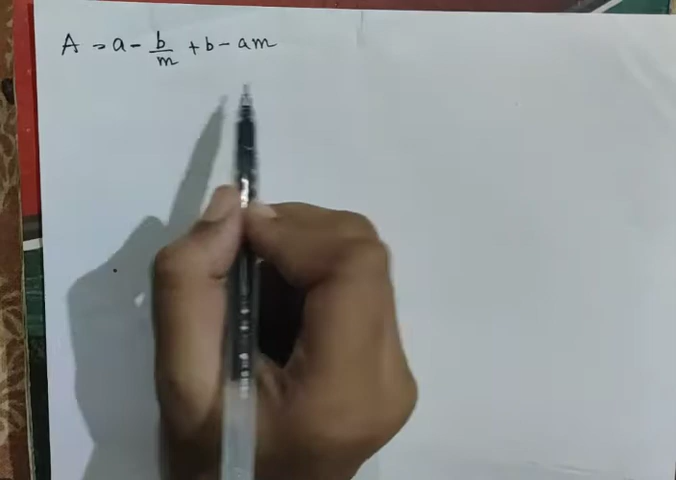 A = a - b/m + b - am